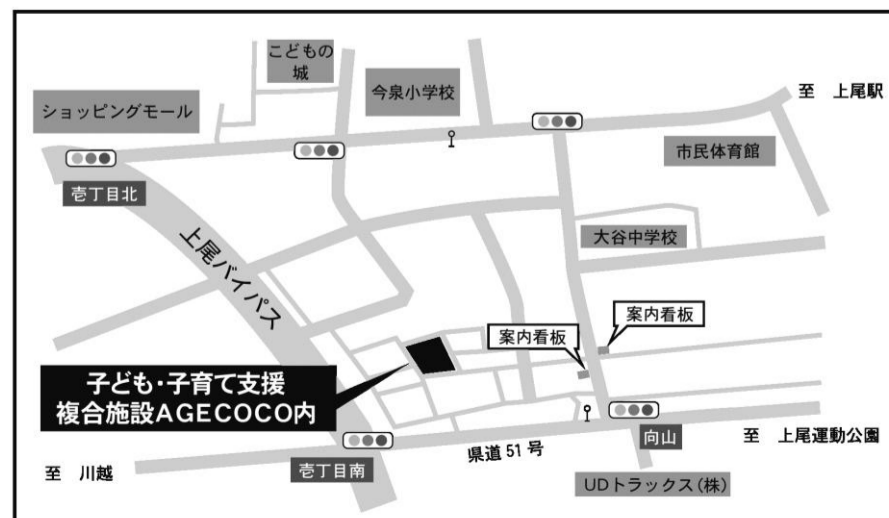 こどもの
城
今泉小学校
至 上尾駅
ショッピングモール
市民体育館
壱丁目北
大谷中学校
上尾バイパス
案内看板
案内看板
子ども・子育て支援
複合施設AGECOCO内
向山
至 上尾運動公園
県道51号
壱丁目南
至 川越
UDトラックス(株)